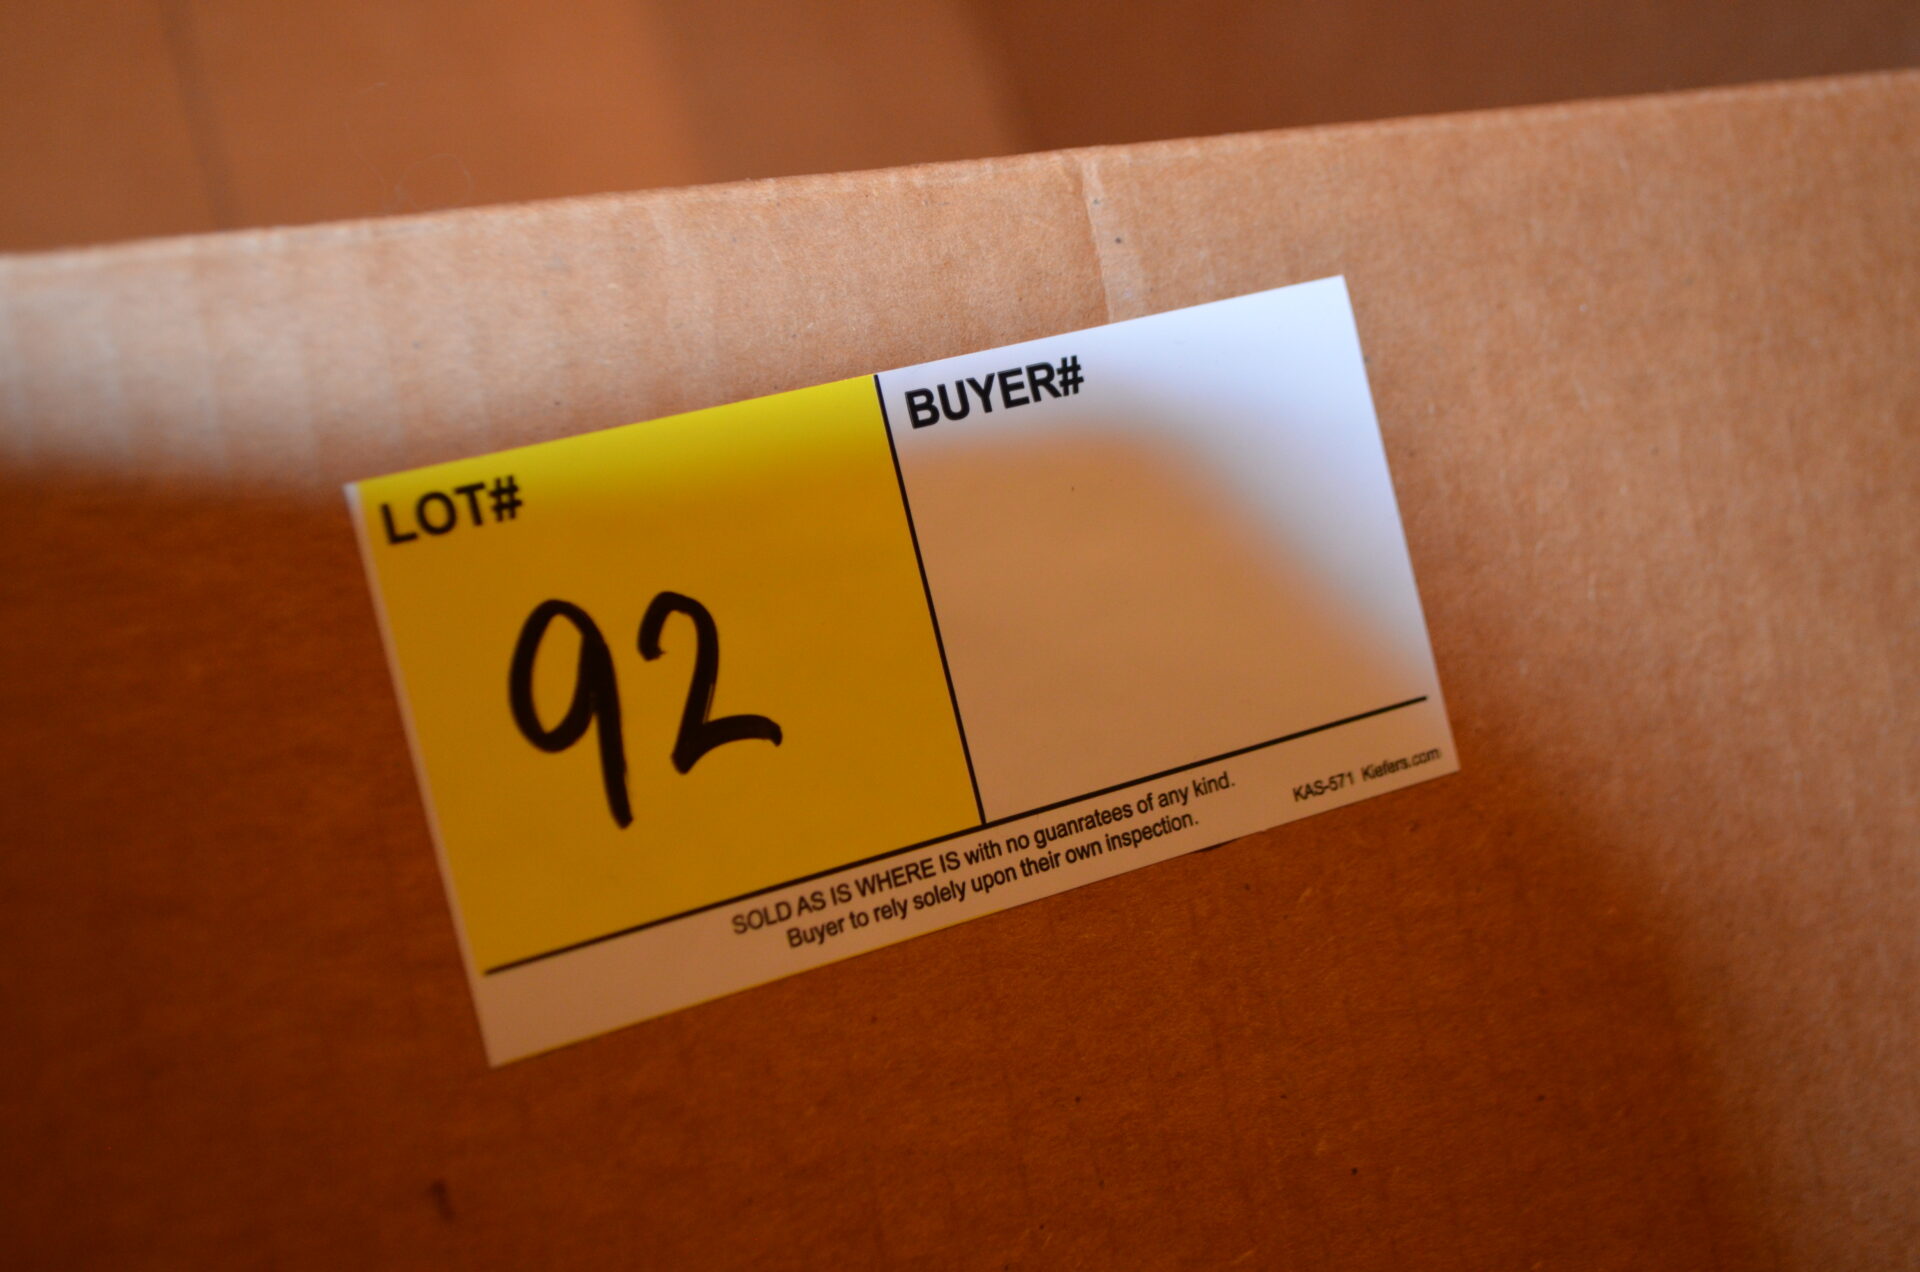 LOT#
92
BUYER#
SOLD AS IS WHERE IS with no guanratees of any kind.
Buyer to rely solely upon their own inspection.
KAS-571 Kiefers.com